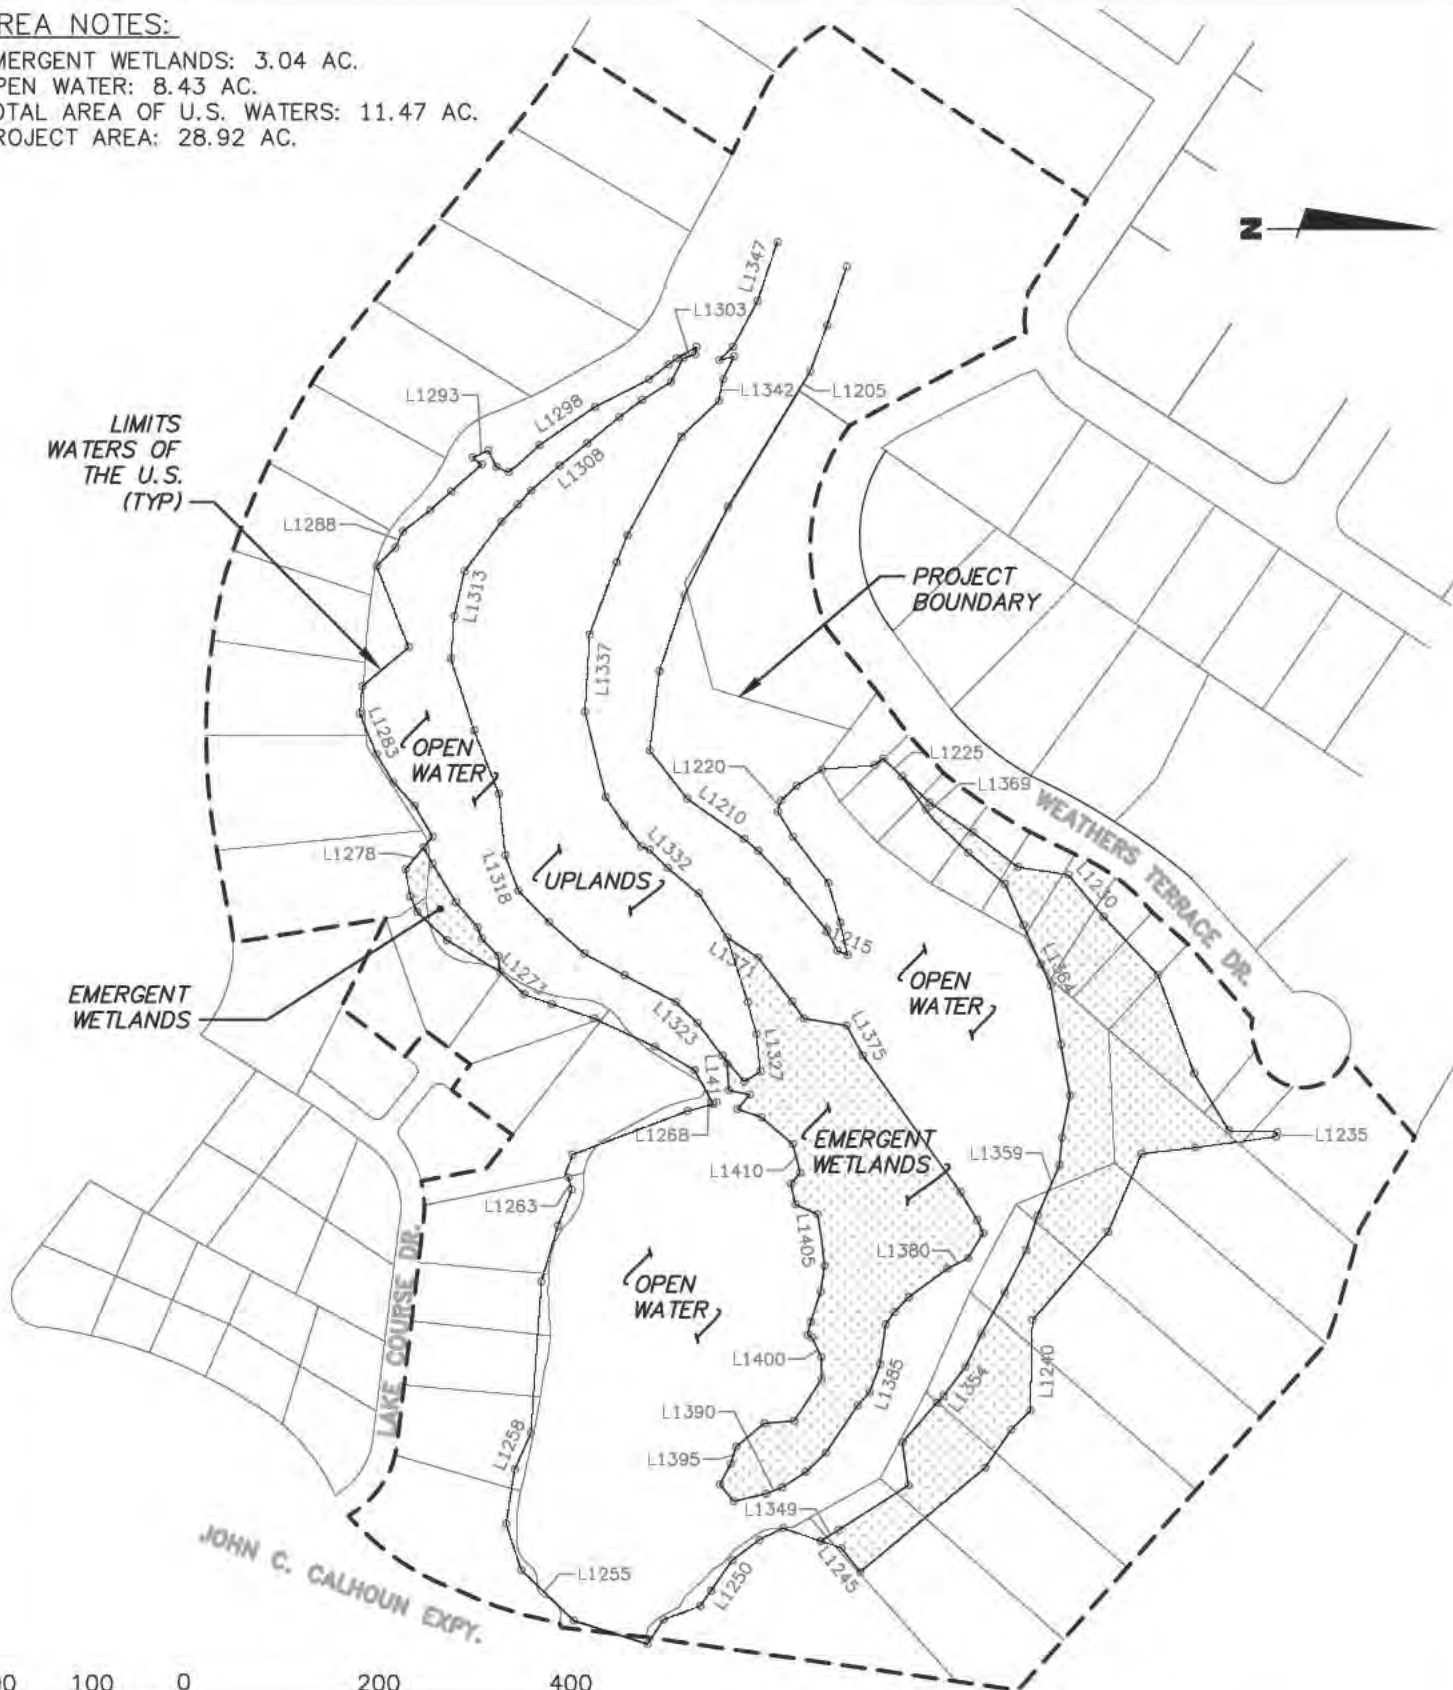 REA NOTES:
MERGENT WETLANDS: 3.04 AC.
PEN WATER: 8.43 AC.
OTAL AREA OF U.S. WATERS: 11.47 AC.
ROJECT AREA: 28.92 AC.
N
L1347
L1303
L1342
L1205
L1293
L1298
LIMITS
WATERS OF
THE U.S.
(TYP)
L1308
L1288
L1313
PROJECT
BOUNDARY
L1337
L1283
OPEN
WATER
L1220
L1225
L1369
L1210
WEATHERS TERRACE DR.
L1278
L1332
L1318
UPLANDS
L1215
L1371
L1364
L1273
OPEN
WATER
EMERGENT
WETLANDS
L1323
L1375
L1327
L1268
EMERGENT
WETLANDS
L1235
L1410
L1359
L1263
L1405
LAKE COURSE DR.
L1380
OPEN
WATER
L1400
L1385
L1354
L1240
L1390
L1258
L1395
L1349
JOHN C. CALHOUN EXPY.
L1255
L1250
L1245
100 0 200 400